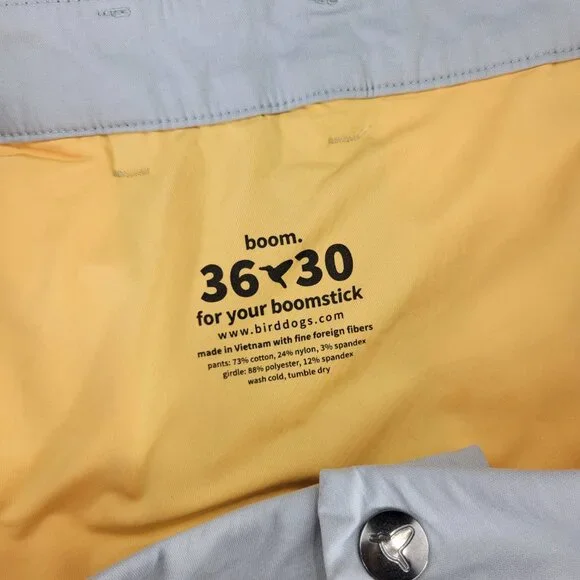 boom.
36 30
for your boomstick
www.birddogs.com
made in Vietnam with fine foreign fibers
pants: 73% cotton, 24% nylon, 3% spandex
girdle: 88% polyester, 12% spandex
wash cold, tumble dry